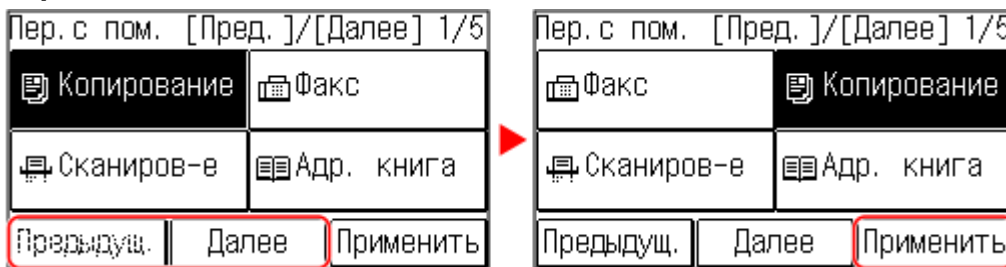 Пер. с пом. [Пред.]/[Далее] 1/5
Копирование Факс
Сканиров-е Адр. книга
Предыдущ. Далее Применить
Пер. с пом. [Пред.]/[Далее] 1/5
Факс Копирование
Сканиров-е Адр. книга
Предыдущ. Далее Применить